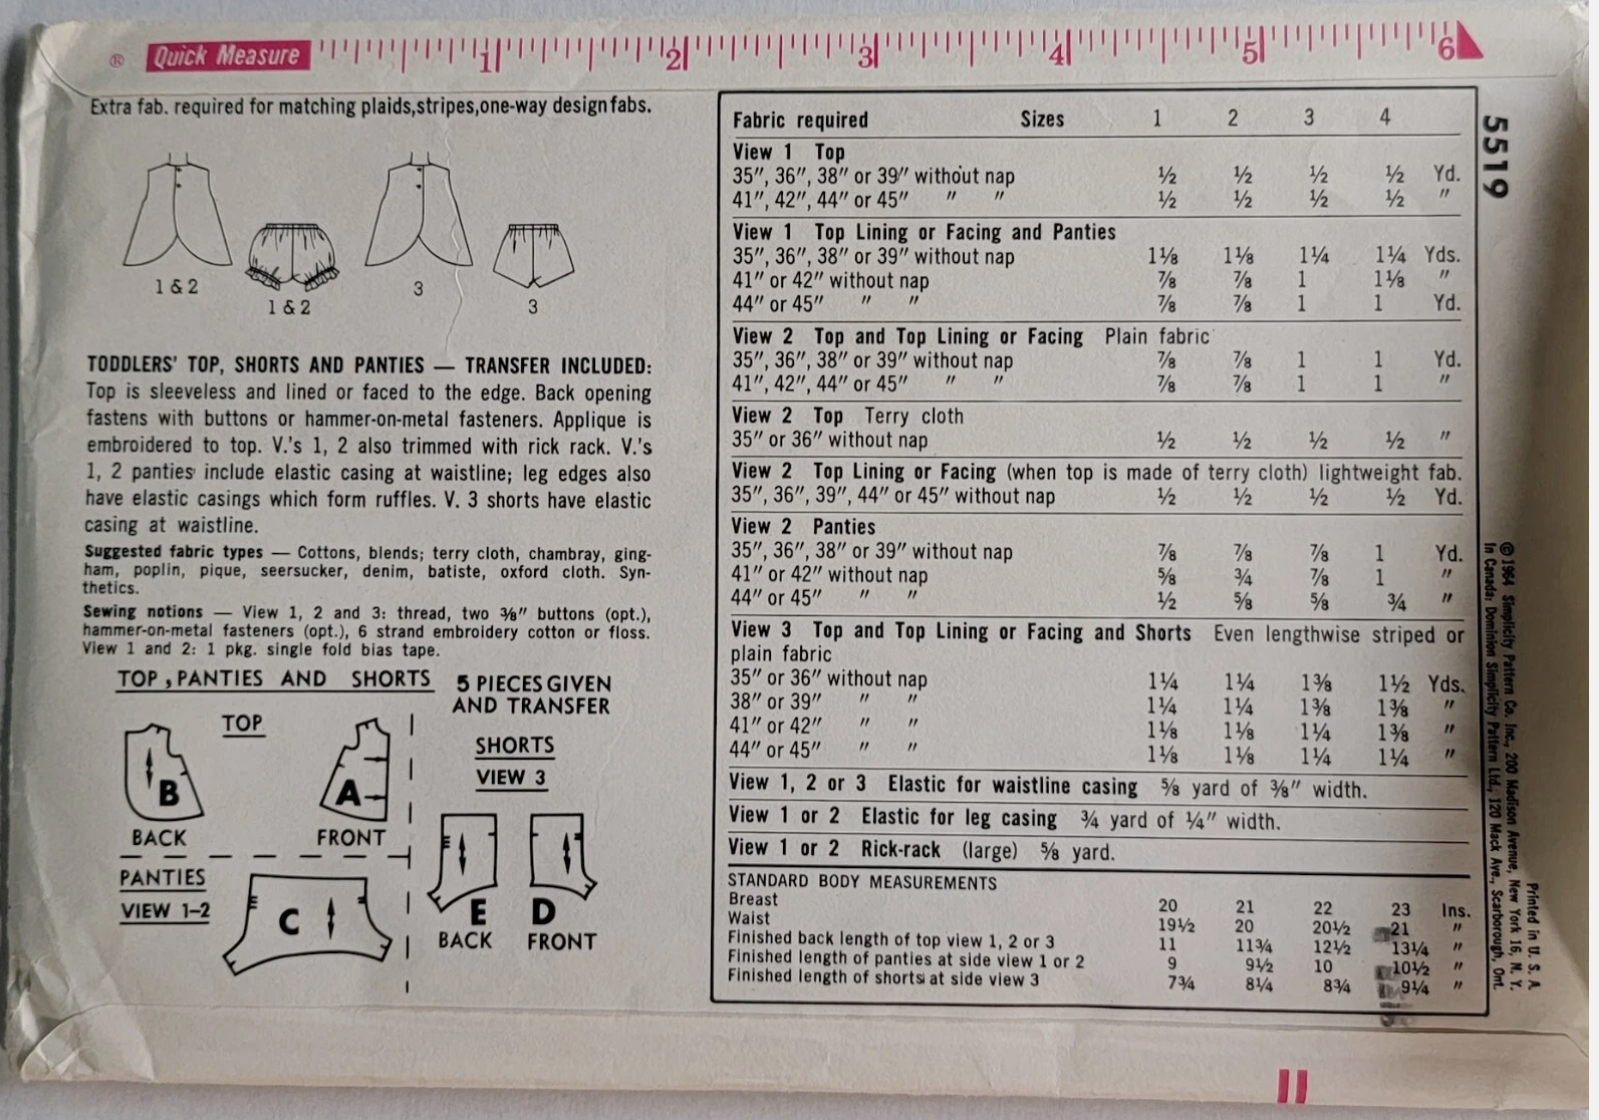 ® Quick Measure 1 2 3 4 5 6
Extra fab. required for matching plaids,stripes,one-way design fabs.
1 & 2
1 & 2
3
3
TODDLERS' TOP, SHORTS AND PANTIES — TRANSFER INCLUDED:
Top is sleeveless and lined or faced to the edge. Back opening
fastens with buttons or hammer-on-metal fasteners. Applique is
embroidered to top. V.'s 1, 2 also trimmed with rick rack. V.'s
1, 2 panties include elastic casing at waistline; leg edges also
have elastic casings which form ruffles. V. 3 shorts have elastic
casing at waistline.
Suggested fabric types — Cottons, blends; terry cloth, chambray, ging-
ham, poplin, pique, seersucker, denim, batiste, oxford cloth. Syn-
thetics.
Sewing notions — View 1, 2 and 3: thread, two ⅜" buttons (opt.),
hammer-on-metal fasteners (opt.), 6 strand embroidery cotton or floss.
View 1 and 2: 1 pkg. single fold bias tape.
TOP , PANTIES AND SHORTS
5 PIECES GIVEN
AND TRANSFER
TOP
B
BACK
A
FRONT
PANTIES
VIEW 1–2
C
SHORTS
VIEW 3
E
BACK
D
FRONT
Fabric required Sizes 1 2 3 4
View 1 Top
35", 36", 38" or 39" without nap ½ ½ ½ ½ Yd.
41", 42", 44" or 45" " " ½ ½ ½ ½ "
View 1 Top Lining or Facing and Panties
35", 36", 38" or 39" without nap 1⅛ 1⅛ 1¼ 1¼ Yds.
41" or 42" without nap ⅞ ⅞ 1 1⅛ "
44" or 45" " " ⅞ ⅞ 1 1 Yd.
View 2 Top and Top Lining or Facing Plain fabric
35", 36", 38" or 39" without nap ⅞ ⅞ 1 1 Yd.
41", 42", 44" or 45" " " ⅞ ⅞ 1 1 "
View 2 Top Terry cloth
35" or 36" without nap ½ ½ ½ ½ "
View 2 Top Lining or Facing (when top is made of terry cloth) lightweight fab.
35", 36", 39", 44" or 45" without nap ½ ½ ½ ½ Yd.
View 2 Panties
35", 36", 38" or 39" without nap ⅞ ⅞ ⅞ 1 Yd.
41" or 42" without nap ⅝ ¾ ⅞ 1 "
44" or 45" " " ½ ⅝ ⅝ ¾ "
View 3 Top and Top Lining or Facing and Shorts Even lengthwise striped or
plain fabric
35" or 36" without nap 1¼ 1¼ 1⅜ 1½ Yds.
38" or 39" " " 1¼ 1¼ 1⅜ 1⅜ "
41" or 42" " " 1⅛ 1⅛ 1¼ 1⅜ "
44" or 45" " " 1⅛ 1⅛ 1¼ 1¼ "
View 1, 2 or 3 Elastic for waistline casing ⅝ yard of ⅜" width.
View 1 or 2 Elastic for leg casing ¾ yard of ¼" width.
View 1 or 2 Rick-rack (large) ⅝ yard.
STANDARD BODY MEASUREMENTS
Breast 20 21 22 23 Ins.
Waist 19½ 20 20½ 21 "
Finished back length of top view 1, 2 or 3 11 11¾ 12½ 13¼ "
Finished length of panties at side view 1 or 2 9 9½ 10 10½ "
Finished length of shorts at side view 3 7¾ 8¼ 8¾ 9¼ "
5519
© 1964 Simplicity Pattern Co. Inc., 200 Madison Avenue, New York 16, N. Y.
In Canada: Dominion Simplicity Pattern Ltd., 120 Mack Ave., Scarborough, Ont.
Printed in U. S. A.